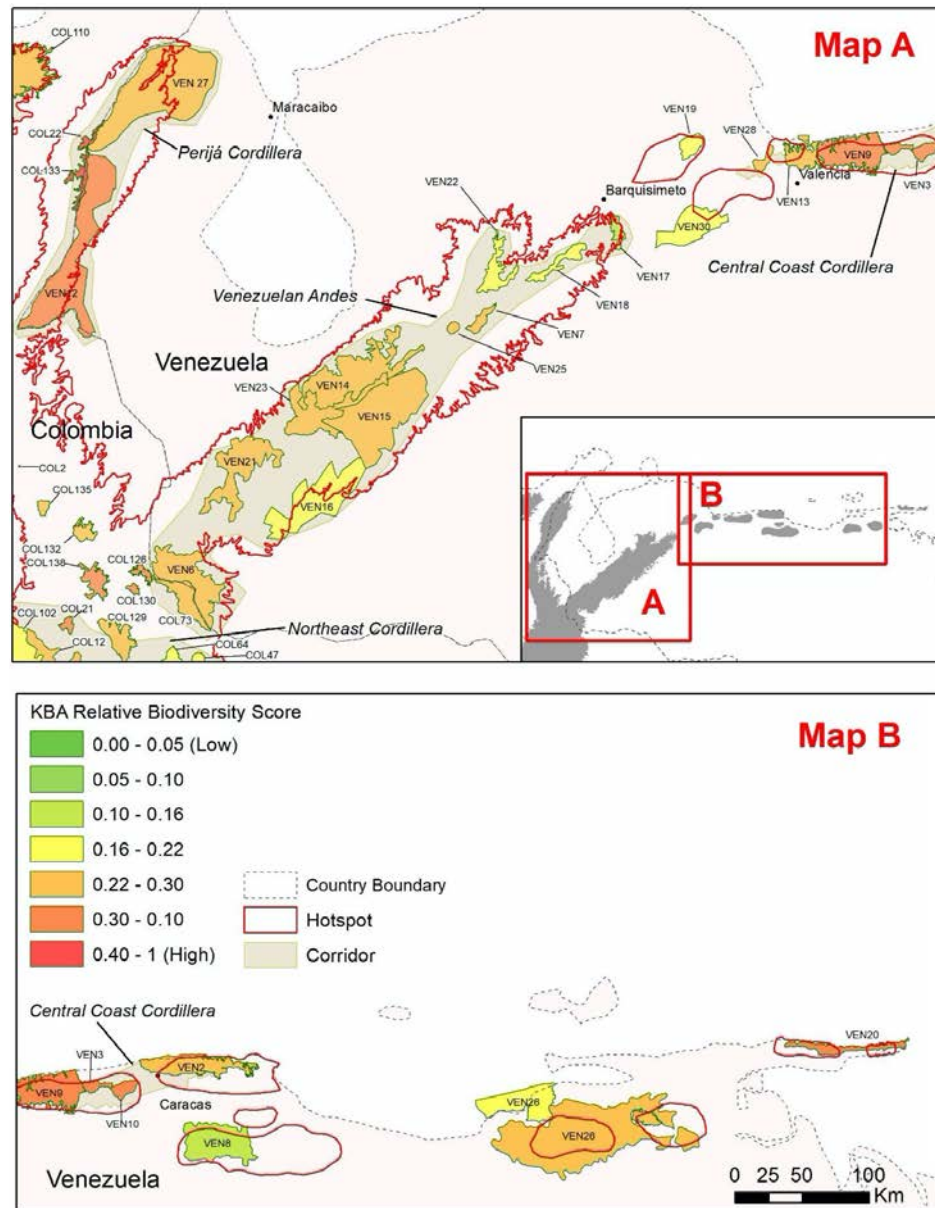 Map A
COL110
VEN 27
Maracaibo
COL22
Perijá Cordillera
COL133
VEN19
VEN28
VEN9
Valencia
VEN3
VEN13
VEN22
Barquisimeto
VEN30
VEN17
Central Coast Cordillera
VEN12
Venezuelan Andes
VEN18
VEN7
VEN25
Venezuela
VEN23
VEN14
VEN15
Colombia
COL2
VEN21
COL135
VEN16
COL132
COL138
COL126
VEN6
COL130
COL102
COL21
COL129
COL73
Northeast Cordillera
COL12
COL64
COL47
B
A
KBA Relative Biodiversity Score
Map B
0.00 - 0.05 (Low)
0.05 - 0.10
0.10 - 0.16
0.16 - 0.22
0.22 - 0.30
0.30 - 0.10
0.40 - 1 (High)
Country Boundary
Hotspot
Corridor
Central Coast Cordillera
VEN3
VEN2
VEN20
VEN9
Caracas
VEN10
VEN26
VEN8
VEN26
Venezuela
0 25 50 100
Km